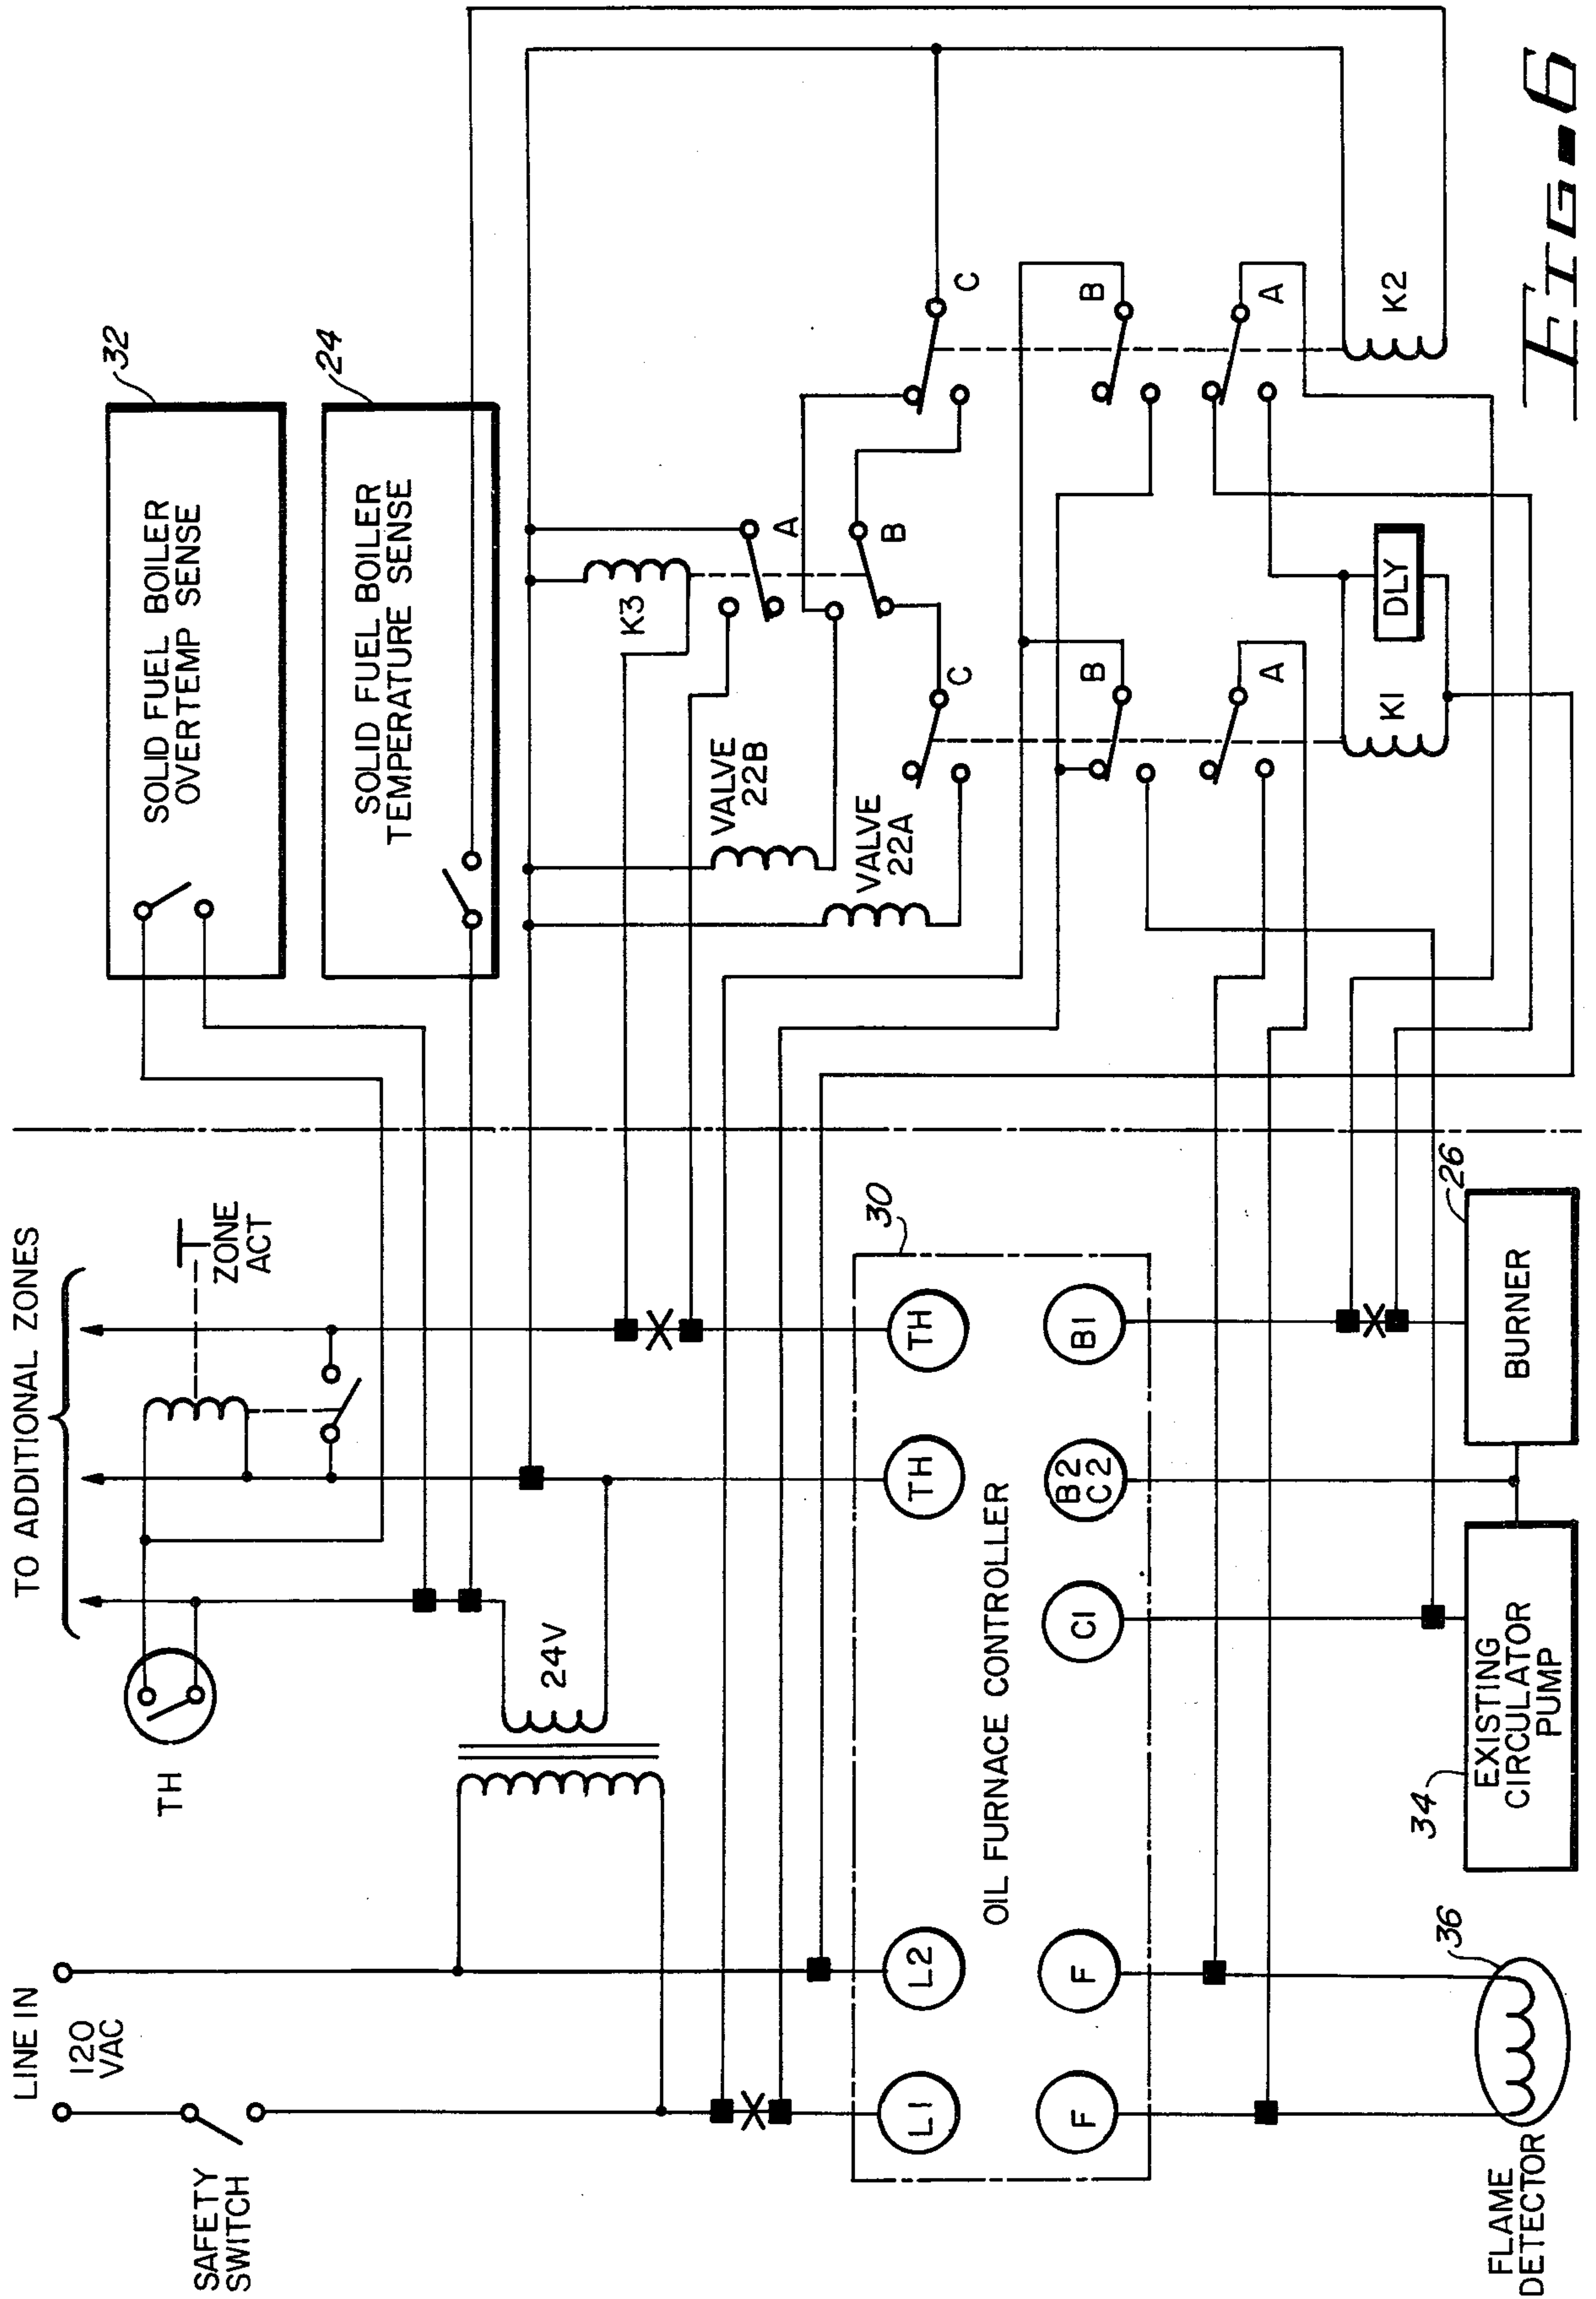 LINE IN
120
VAC
SAFETY
SWITCH
TO ADDITIONAL ZONES
TH
24V
ZONE
ACT
32
SOLID FUEL BOILER
OVERTEMP SENSE
24
SOLID FUEL BOILER
TEMPERATURE SENSE
K3
A
B
C
VALVE
22B
VALVE
22A
C
B
A
B
A
K1
DLY
K2
30
L1
L2
TH
TH
OIL FURNACE CONTROLLER
F
F
C1
B2
C2
B1
36
FLAME
DETECTOR
34
EXISTING
CIRCULATOR
PUMP
26
BURNER
FIG-6